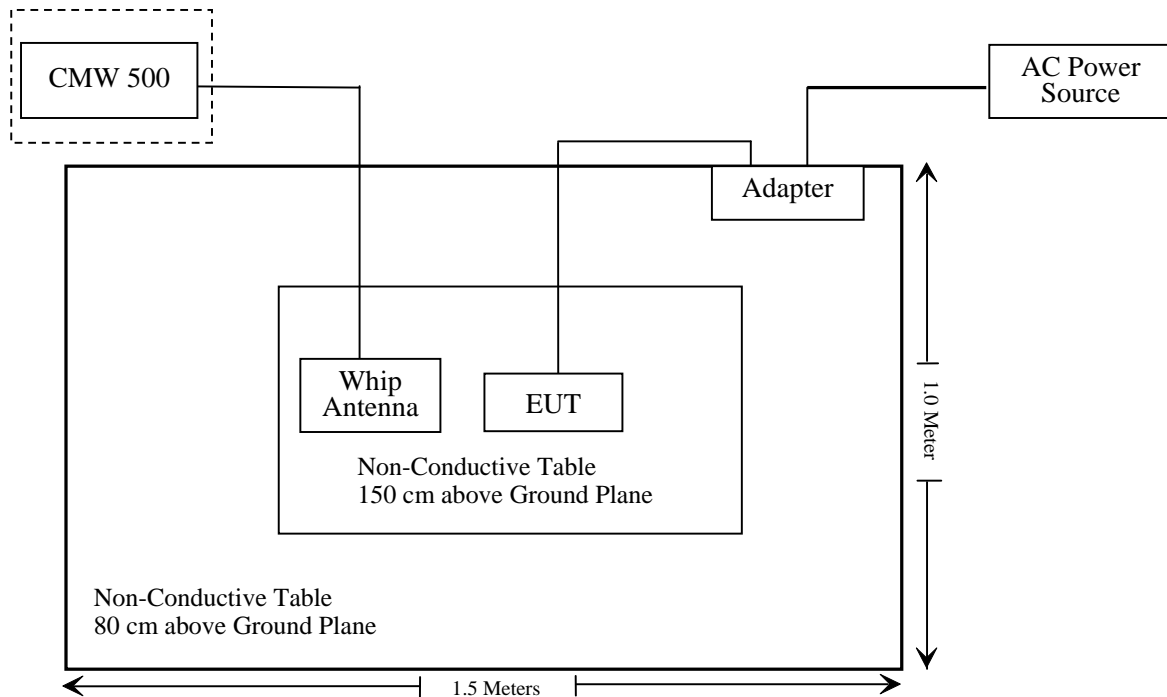 CMW 500
AC Power
Source
Adapter
Whip
Antenna
EUT
Non-Conductive Table
150 cm above Ground Plane
1.0 Meter
Non-Conductive Table
80 cm above Ground Plane
1.5 Meters